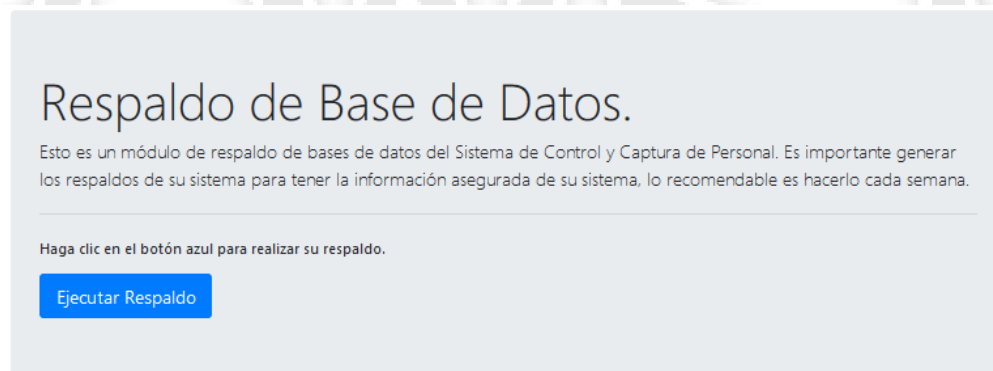 Respaldo de Base de Datos.
Esto es un módulo de respaldo de bases de datos del Sistema de Control y Captura de Personal. Es importante generar
los respaldos de su sistema para tener la información asegurada de su sistema, lo recomendable es hacerlo cada semana.
Haga clic en el botón azul para realizar su respaldo.
Ejecutar Respaldo